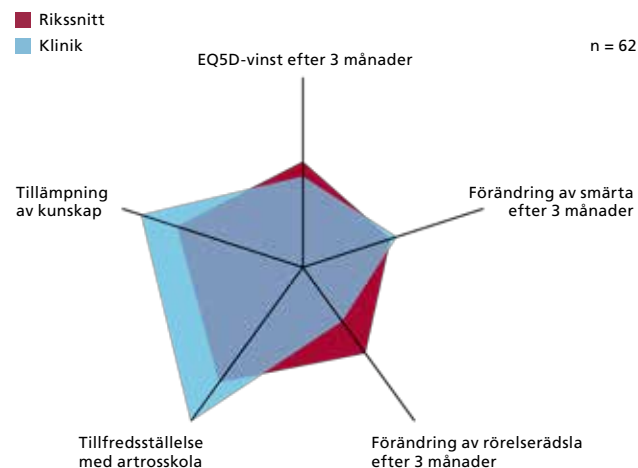 Rikssnitt
Klinik
n = 62
EQ5D-vinst efter 3 månader
Tillämpning
av kunskap
Förändring av smärta
efter 3 månader
Tillfredsställelse
med artrosskola
Förändring av rörelserädsla
efter 3 månader